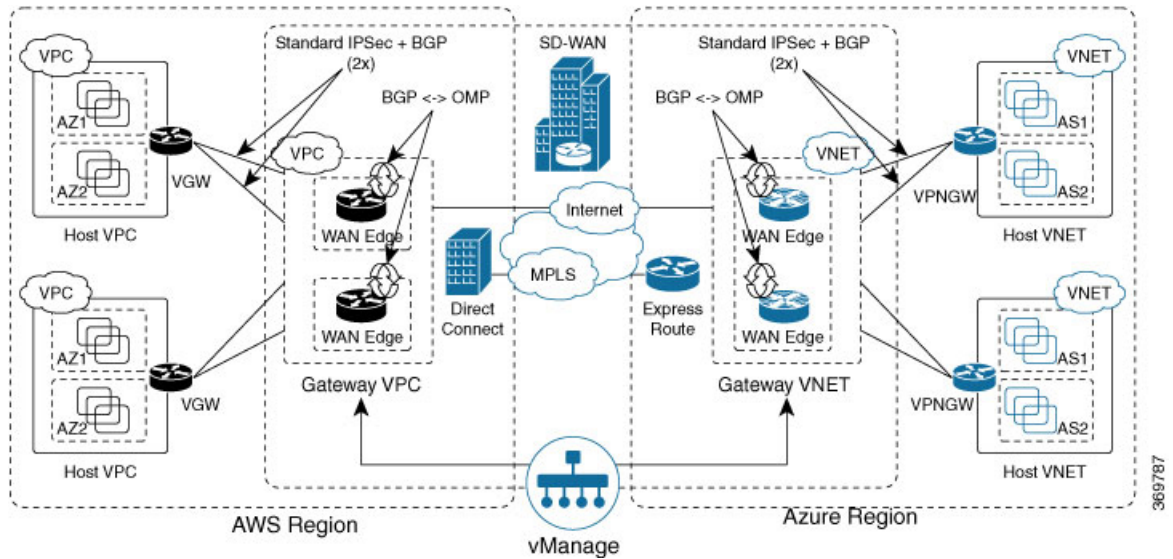 VPC
AZ1
AZ2
VGW
Host VPC
VPC
AZ1
AZ2
VGW
Host VPC
Standard IPSec + BGP
(2x)
BGP <-> OMP
VPC
WAN Edge
WAN Edge
Gateway VPC
AWS Region
SD-WAN
Internet
MPLS
Direct
Connect
Express
Route
vManage
Standard IPSec + BGP
(2x)
BGP <-> OMP
VNET
WAN Edge
WAN Edge
Gateway VNET
Azure Region
VNET
AS1
AS2
VPNGW
Host VNET
VNET
AS1
AS2
VPNGW
Host VNET
369787